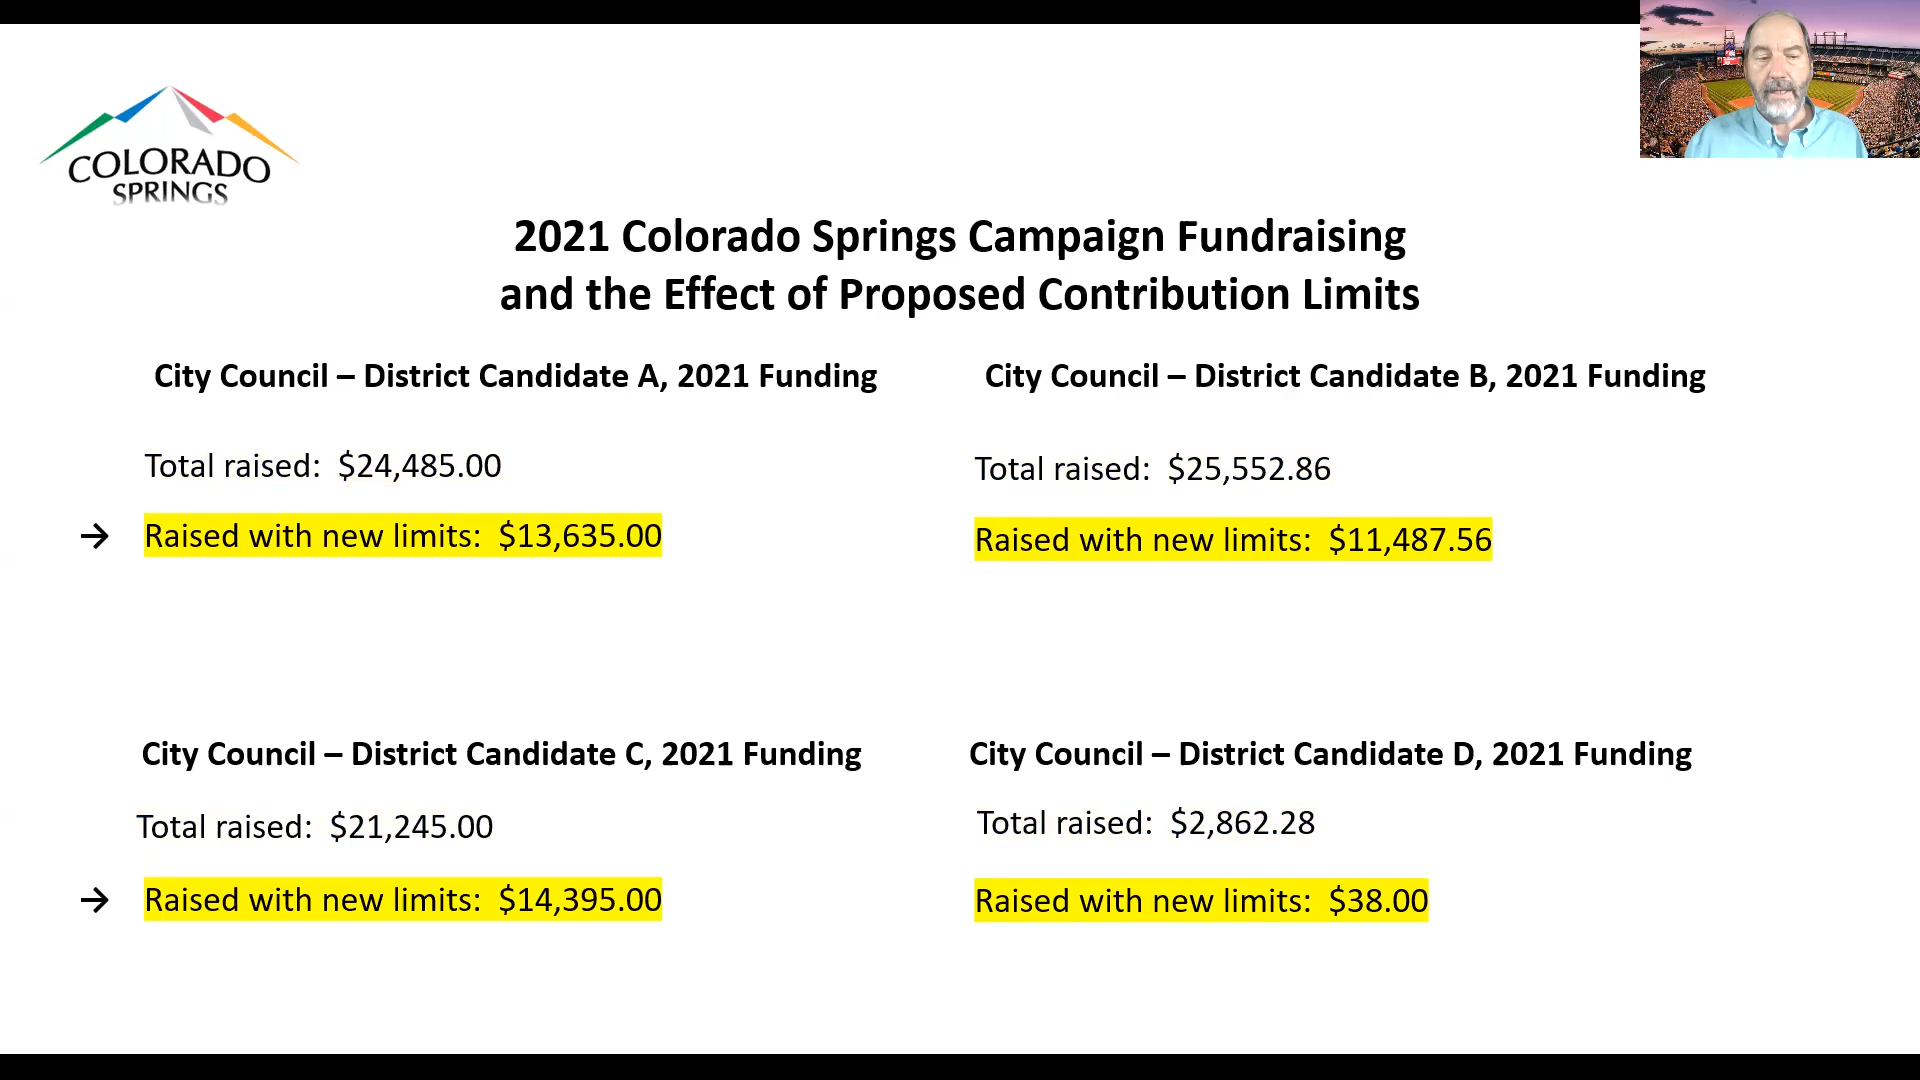 COLORADO
SPRINGS
2021 Colorado Springs Campaign Fundraising
and the Effect of Proposed Contribution Limits
City Council – District Candidate A, 2021 Funding
Total raised: $24,485.00
→ Raised with new limits: $13,635.00
City Council – District Candidate B, 2021 Funding
Total raised: $25,552.86
Raised with new limits: $11,487.56
City Council – District Candidate C, 2021 Funding
Total raised: $21,245.00
→ Raised with new limits: $14,395.00
City Council – District Candidate D, 2021 Funding
Total raised: $2,862.28
Raised with new limits: $38.00